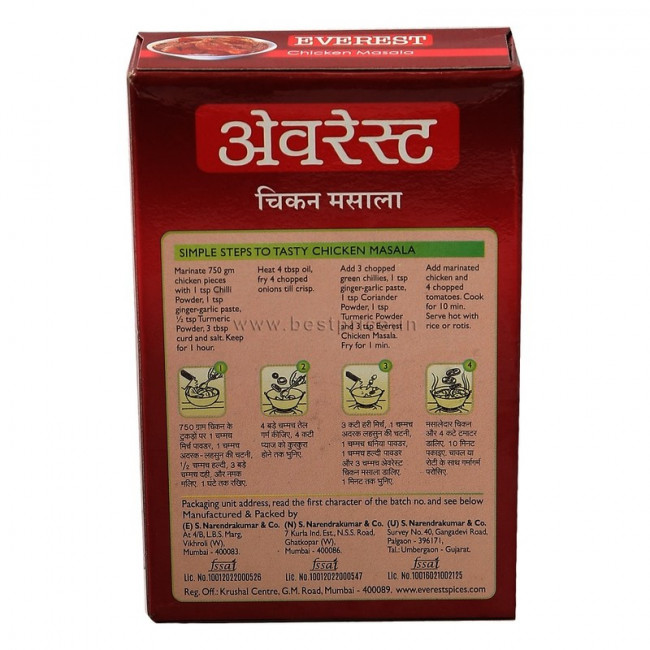 EVEREST
Chicken Masala
अेवरेस्ट
चिकन मसाला
SIMPLE STEPS TO TASTY CHICKEN MASALA
Marinate 750 gm
chicken pieces
with 1 tsp Chilli
Powder, 1 tsp
ginger-garlic paste,
½ tsp Turmeric
Powder, 3 tbsp
curd and salt. Keep
for 1 hour.
Heat 4 tbsp oil,
fry 4 chopped
onions till crisp.
Add 3 chopped
green chillies, 1 tsp
ginger-garlic paste,
1 tsp Coriander
Powder, 1 tsp
Turmeric Powder
and 3 tsp Everest
Chicken Masala.
Fry for 1 min.
Add marinated
chicken and
4 chopped
tomatoes. Cook
for 10 min.
Serve hot with
rice or rotis.
1
2
3
4
750 ग्राम चिकन के
टुकड़ों पर 1 चम्मच
मिर्च पावडर, 1 चम्मच
अदरक-लहसुन की चटनी,
1/2 चम्मच हल्दी, 3 बड़े
चम्मच दही, और नमक
मलिए. 1 घंटे तक रखिए.
4 बड़े चम्मच तेल
गर्म कीजिए, 4 कटी
प्याज को कुरकुरा
होने तक भुनिए.
3 कटी हरी मिर्च, 1 चम्मच
अदरक-लहसुन की चटनी,
1 चम्मच धनिया पावडर,
1 चम्मच हल्दी पावडर
और 3 चम्मच अेवरेस्ट
चिकन मसाला डालिए.
1 मिनट तक भुनिए.
मसालेदार चिकन
और 4 कटे टमाटर
डालिए. 10 मिनट
पकाइए. चावल या
रोटी के साथ गर्मागर्म
परोसिए.
Packaging unit address, read the first character of the batch no. and see below
Manufactured & Packed by
(E) S. Narendrakumar & Co.
At 4/B, L.B.S. Marg,
Vikhroli (W).
Mumbai - 400083.
fssai
Lic. No.10012022000526
(N) S. Narendrakumar & Co.
7 Kurla Ind. Est., N.S.S. Road,
Ghatkopar (W).
Mumbai - 400086.
fssai
Lic. No.10012022000547
(U) S. Narendrakumar & Co.
Survey No. 40, Gangadevi Road,
Palgaon - 396171,
Tal.: Umbergaon - Gujarat.
fssai
Lic. No.10016021002125
Reg. Off.: Krushal Centre, G.M. Road, Mumbai - 400089. www.everestspices.com